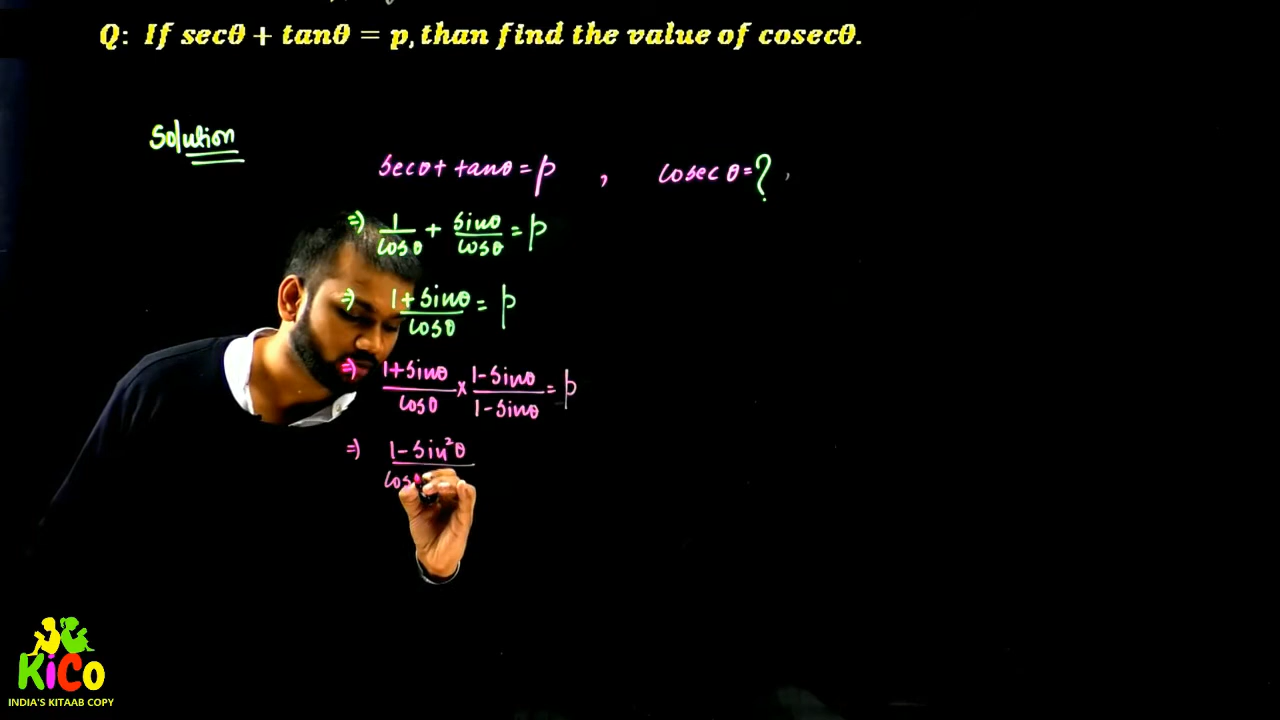 Q: If secθ + tanθ = p, than find the value of cosecθ.
Solution
secθ + tanθ = p , cosec θ = ? ,
⇒ 1/cosθ + sinθ/cosθ = p
⇒ 1+sinθ/cosθ = p
⇒ 1+sinθ/cosθ × 1-sinθ/1-sinθ = p
⇒ 1-sin²θ/cosθ
KiCo
INDIA'S KITAAB COPY